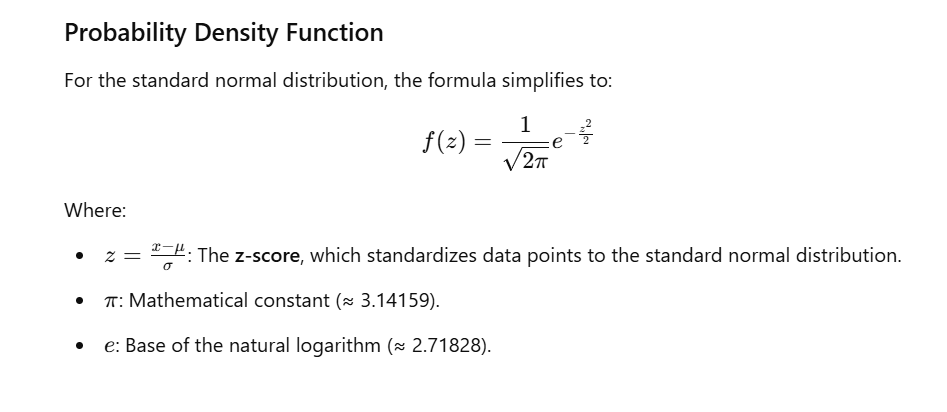 Probability Density Function
For the standard normal distribution, the formula simplifies to:
f(z) = \frac{1}{\sqrt{2\pi}} e^{-\frac{z^2}{2}}
Where:
• z = \frac{x-\mu}{\sigma}: The z-score, which standardizes data points to the standard normal distribution.
• π: Mathematical constant (≈ 3.14159).
• e: Base of the natural logarithm (≈ 2.71828).